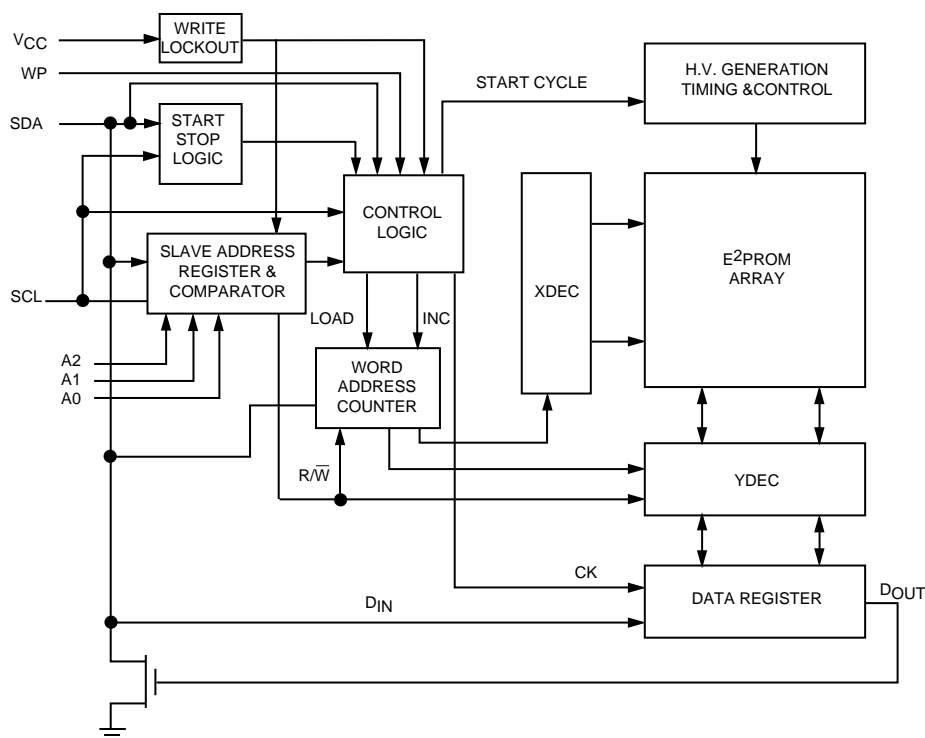 VCC
WRITE
LOCKOUT
WP
START CYCLE
H.V. GENERATION
TIMING &CONTROL
SDA
START
STOP
LOGIC
CONTROL
LOGIC
SLAVE ADDRESS
REGISTER &
COMPARATOR
SCL
XDEC
E2PROM
ARRAY
LOAD
INC
A2
A1
A0
WORD
ADDRESS
COUNTER
R/W̅
YDEC
CK
DIN
DATA REGISTER
DOUT